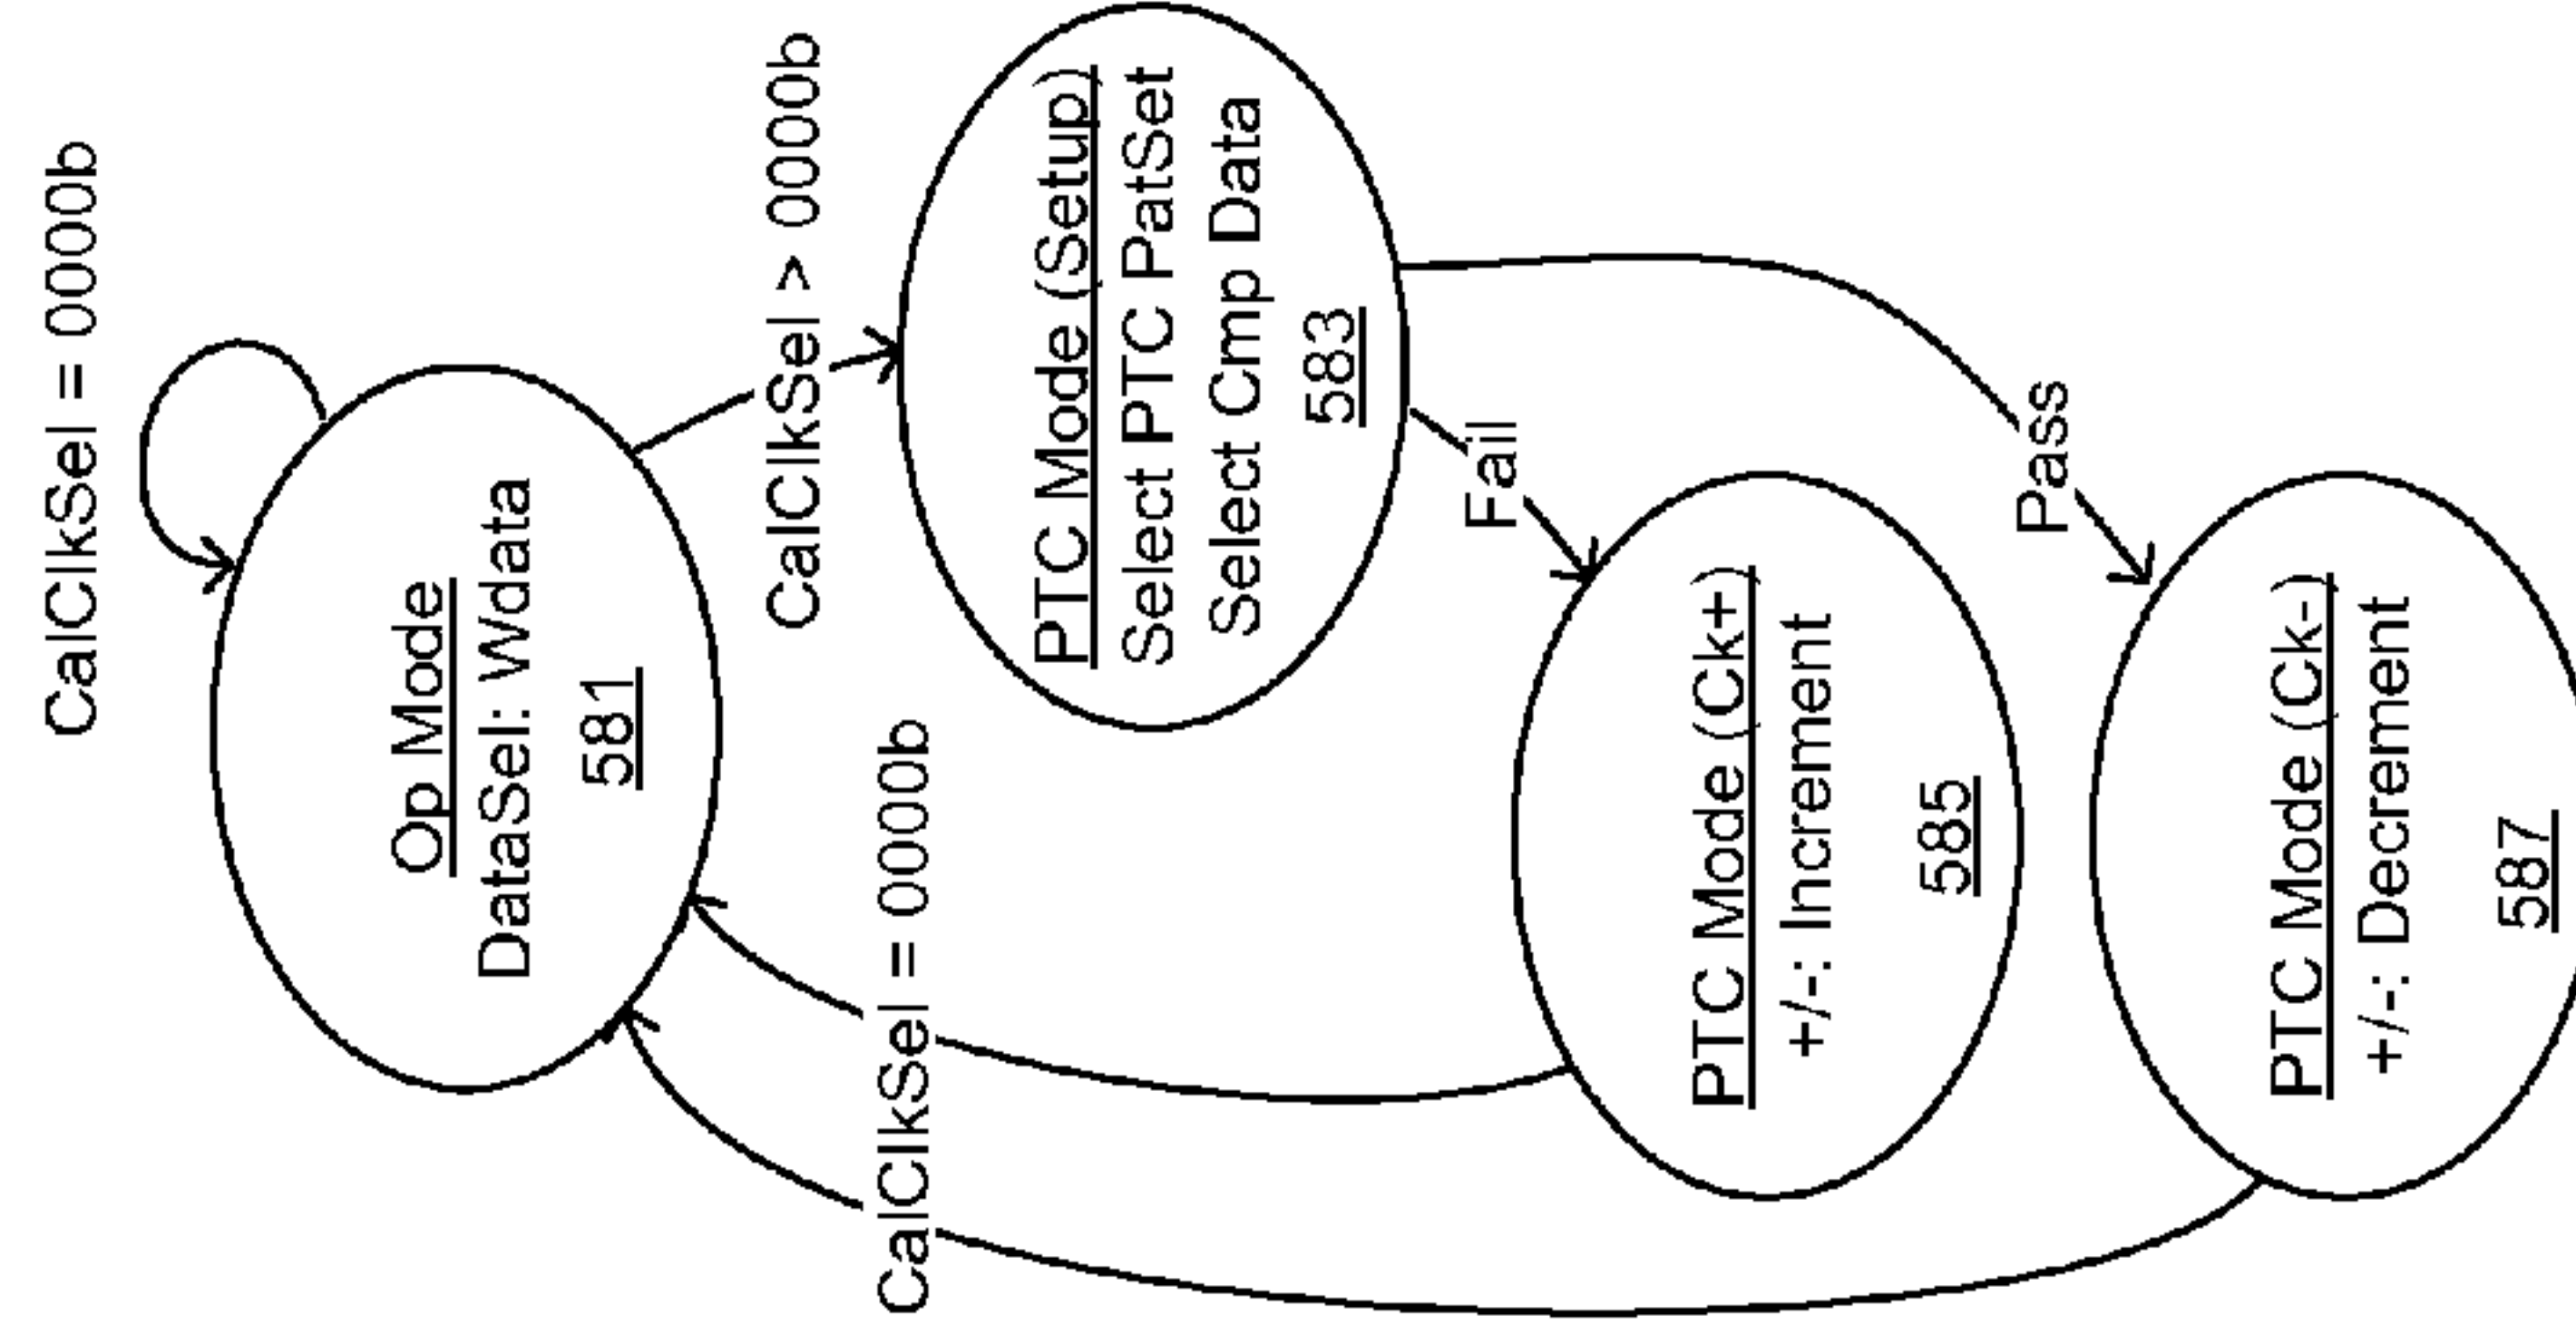 CalClkSel = 0000b
Op Mode
DataSel: Wdata
581
CalClkSel > 0000b
CalClkSel = 0000b
PTC Mode (Setup)
Select PTC PatSet
Select Cmp Data
583
Fail
PTC Mode (Ck+)
+/-: Increment
585
Pass
PTC Mode (Ck-)
+/-: Decrement
587